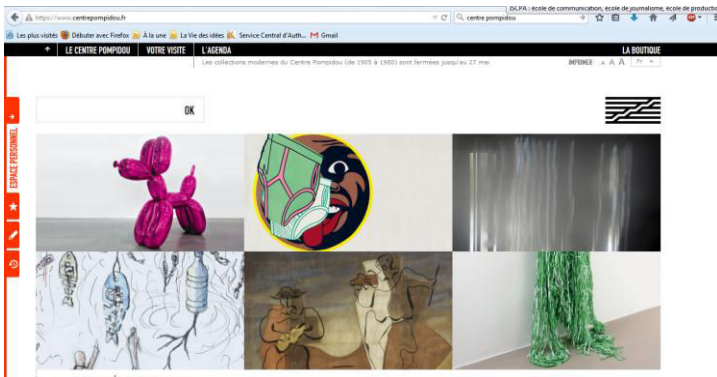 ISCPA : école de communication, école de journalisme, école de productio
https://www.centrepompidou.fr
centre pompidou
Les plus visités Débuter avec Firefox À la une La Vie des idées Service Central d'Auth... Gmail
LE CENTRE POMPIDOU VOTRE VISITE L'AGENDA LA BOUTIQUE
Les collections modernes du Centre Pompidou (de 1905 à 1980) sont fermées jusqu'au 27 mai IMPRIMER A A A fr
OK
ESPACE PERSONNEL